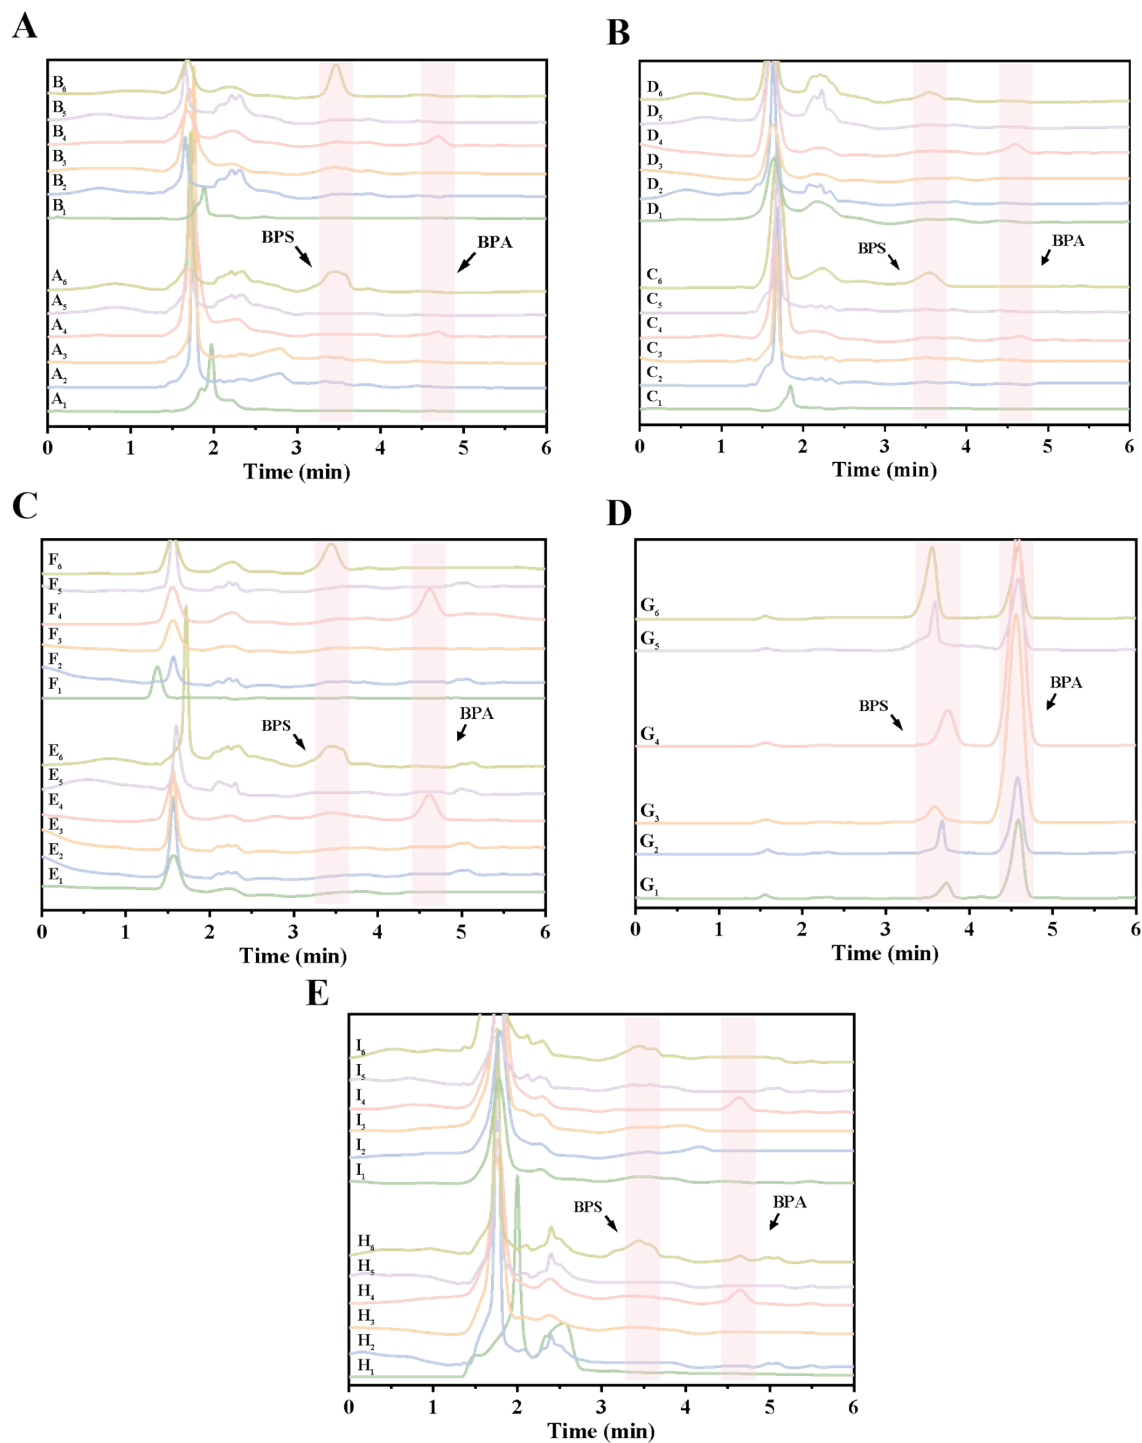 A
B₆
B₅
B₄
B₃
B₂
B₁
BPS
BPA
A₆
A₅
A₄
A₃
A₂
A₁
0 1 2 3 4 5 6
Time (min)
B
D₆
D₅
D₄
D₃
D₂
D₁
BPS
BPA
C₆
C₅
C₄
C₃
C₂
C₁
0 1 2 3 4 5 6
Time (min)
C
F₆
F₅
F₄
F₃
F₂
F₁
BPS
BPA
E₆
E₅
E₄
E₃
E₂
E₁
0 1 2 3 4 5 6
Time (min)
D
G₆
G₅
BPA
BPS
G₄
G₃
G₂
G₁
0 1 2 3 4 5 6
Time (min)
E
I₆
I₅
I₄
I₃
I₂
I₁
BPS
BPA
H₆
H₅
H₄
H₃
H₂
H₁
0 1 2 3 4 5 6
Time (min)